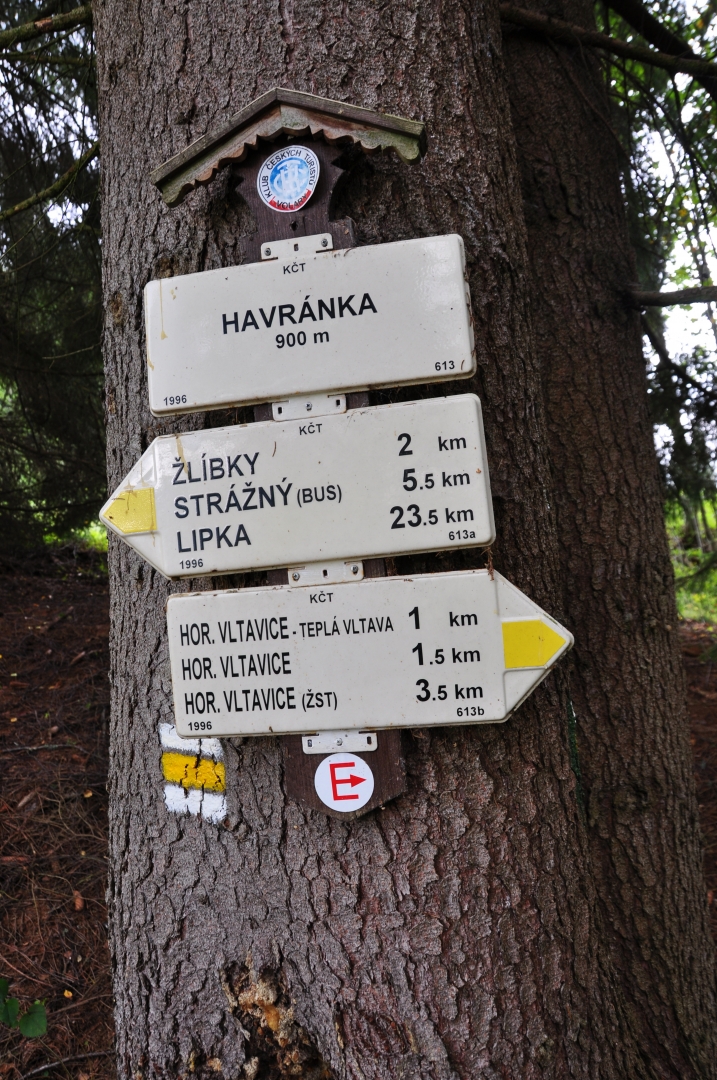 KLUB ČESKÝCH TURISTŮ
VOLARY
KČT
HAVRÁNKA
900 m
1996 613
KČT
ŽLÍBKY 2 km
STRÁŽNÝ (BUS) 5.5 km
LIPKA 23.5 km
1996 613a
KČT
HOR. VLTAVICE - TEPLÁ VLTAVA 1 km
HOR. VLTAVICE 1.5 km
HOR. VLTAVICE (ŽST) 3.5 km
1996 613b
E